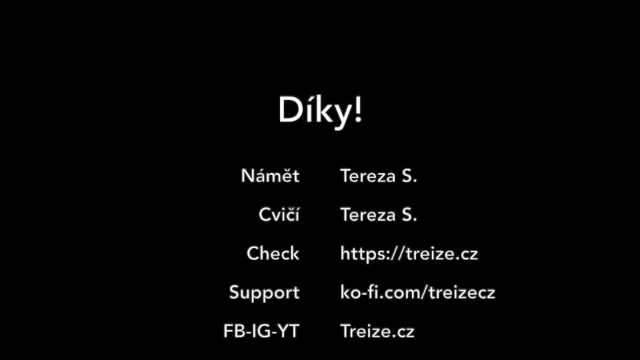 Díky!
Námět Tereza S.
Cvičí Tereza S.
Check https://treize.cz
Support ko-fi.com/treizecz
FB-IG-YT Treize.cz